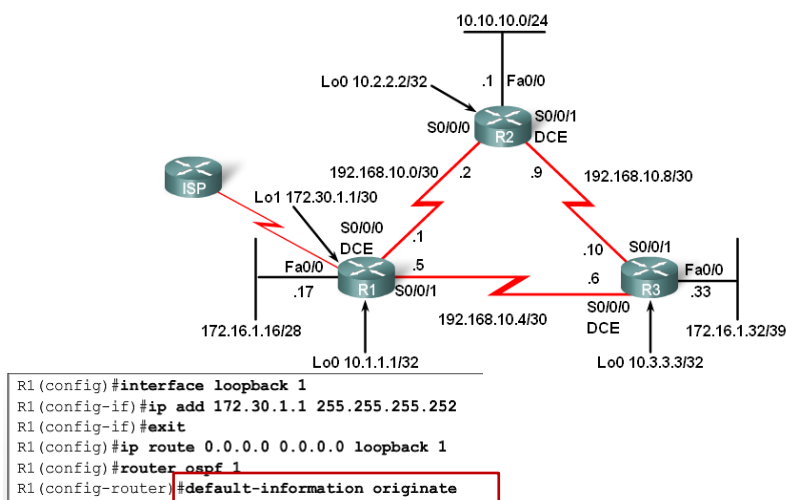 10.10.10.0/24
Lo0 10.2.2.2/32
.1
Fa0/0
S0/0/0
R2
S0/0/1
DCE
ISP
192.168.10.0/30
.2
.9
192.168.10.8/30
Lo1 172.30.1.1/30
S0/0/0
DCE
.1
.10
S0/0/1
Fa0/0
.17
R1
.5
S0/0/1
.6
R3
Fa0/0
.33
S0/0/0
DCE
192.168.10.4/30
172.16.1.16/28
172.16.1.32/39
Lo0 10.1.1.1/32
Lo0 10.3.3.3/32
R1(config)#interface loopback 1
R1(config-if)#ip add 172.30.1.1 255.255.255.252
R1(config-if)#exit
R1(config)#ip route 0.0.0.0 0.0.0.0 loopback 1
R1(config)#router ospf 1
R1(config-router)#default-information originate